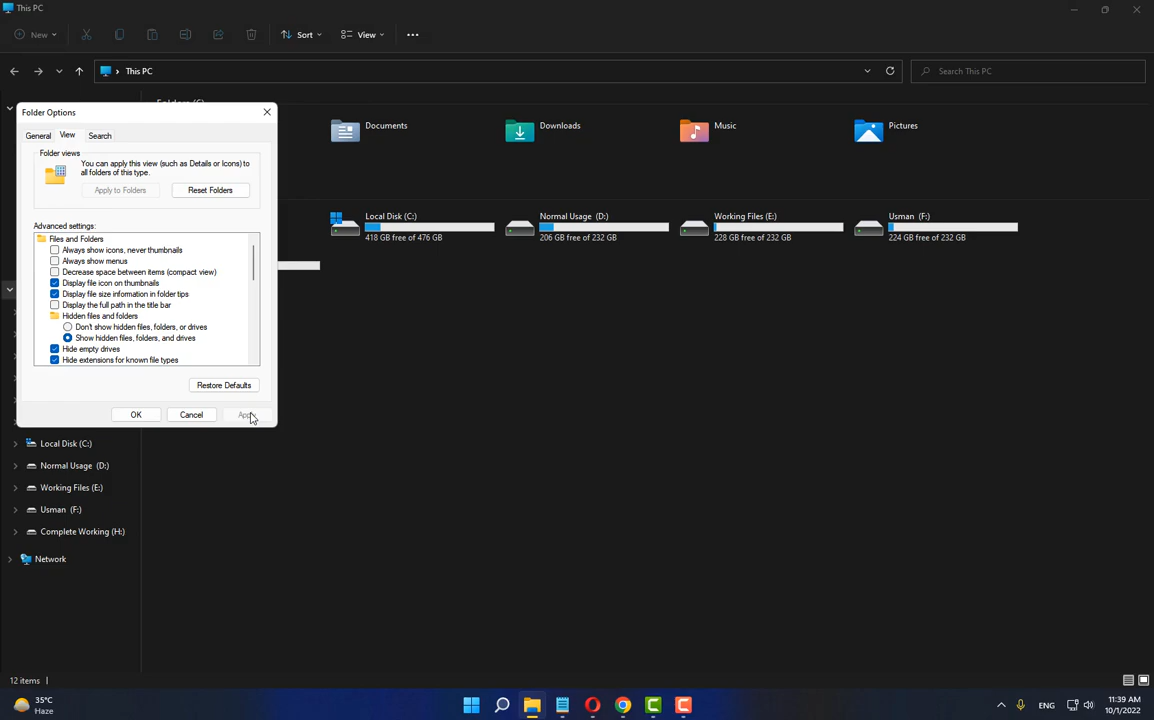 This PC
New
Sort
View
This PC
Search This PC
Folder Options
General View Search
Folder views
You can apply this view (such as Details or Icons) to
all folders of this type.
Apply to Folders
Reset Folders
Advanced settings:
Files and Folders
Always show icons, never thumbnails
Always show menus
Decrease space between items (compact view)
Display file icon on thumbnails
Display file size information in folder tips
Display the full path in the title bar
Hidden files and folders
Don't show hidden files, folders, or drives
Show hidden files, folders, and drives
Hide empty drives
Hide extensions for known file types
Restore Defaults
OK Cancel
Documents Downloads Music Pictures
Local Disk (C:)
418 GB free of 476 GB
Normal Usage (D:)
206 GB free of 232 GB
Working Files (E:)
228 GB free of 232 GB
Usman (F:)
224 GB free of 232 GB
Local Disk (C:)
Normal Usage (D:)
Working Files (E:)
Usman (F:)
Complete Working (H:)
Network
12 items
35°C
Haze
ENG
11:39 AM
10/1/2022